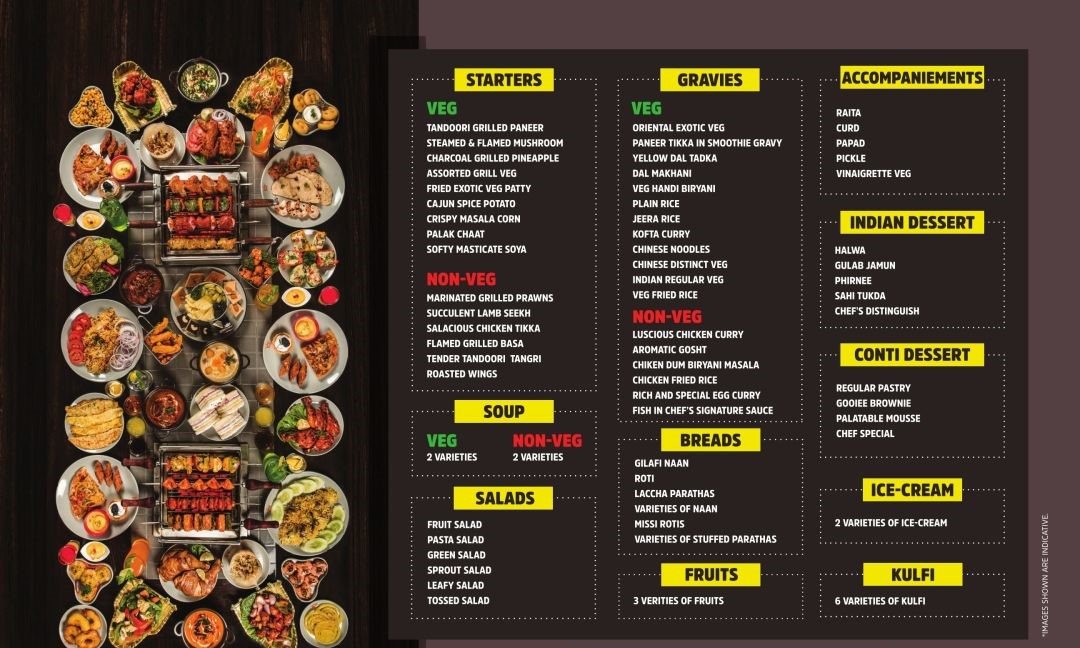 STARTERS
VEG
TANDOORI GRILLED PANEER
STEAMED & FLAMED MUSHROOM
CHARCOAL GRILLED PINEAPPLE
ASSORTED GRILL VEG
FRIED EXOTIC VEG PATTY
CAJUN SPICE POTATO
CRISPY MASALA CORN
PALAK CHAAT
SOFTY MASTICATE SOYA
NON-VEG
MARINATED GRILLED PRAWNS
SUCCULENT LAMB SEEKH
SALACIOUS CHICKEN TIKKA
FLAMED GRILLED BASA
TENDER TANDOORI TANGRI
ROASTED WINGS
SOUP
VEG NON-VEG
2 VARIETIES 2 VARIETIES
SALADS
FRUIT SALAD
PASTA SALAD
GREEN SALAD
SPROUT SALAD
LEAFY SALAD
TOSSED SALAD
GRAVIES
VEG
ORIENTAL EXOTIC VEG
PANEER TIKKA IN SMOOTHIE GRAVY
YELLOW DAL TADKA
DAL MAKHANI
VEG HANDI BIRYANI
PLAIN RICE
JEERA RICE
KOFTA CURRY
CHINESE NOODLES
CHINESE DISTINCT VEG
INDIAN REGULAR VEG
VEG FRIED RICE
NON-VEG
LUSCIOUS CHICKEN CURRY
AROMATIC GOSHT
CHIKEN DUM BIRYANI MASALA
CHICKEN FRIED RICE
RICH AND SPECIAL EGG CURRY
FISH IN CHEF'S SIGNATURE SAUCE
BREADS
GILAFI NAAN
ROTI
LACCHA PARATHAS
VARIETIES OF NAAN
MISSI ROTIS
VARIETIES OF STUFFED PARATHAS
FRUITS
3 VERITIES OF FRUITS
ACCOMPANIEMENTS
RAITA
CURD
PAPAD
PICKLE
VINAIGRETTE VEG
INDIAN DESSERT
HALWA
GULAB JAMUN
PHIRNEE
SAHI TUKDA
CHEF'S DISTINGUISH
CONTI DESSERT
REGULAR PASTRY
GOOIEE BROWNIE
PALATABLE MOUSSE
CHEF SPECIAL
ICE-CREAM
2 VARIETIES OF ICE-CREAM
KULFI
6 VARIETIES OF KULFI
*IMAGES SHOWN ARE INDICATIVE.